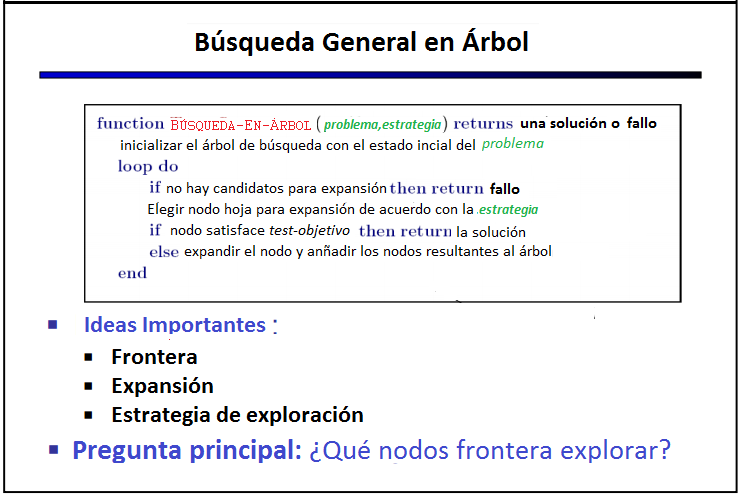 Búsqueda General en Árbol
function BÚSQUEDA-EN-ÁRBOL (problema,estrategia) returns una solución o fallo
inicializar el árbol de búsqueda con el estado incial del problema
loop do
if no hay candidatos para expansión then return fallo
Elegir nodo hoja para expansión de acuerdo con la estrategia
if nodo satisface test-objetivo then return la solución
else expandir el nodo y anñadir los nodos resultantes al árbol
end
▪ Ideas Importantes :
▪ Frontera
▪ Expansión
▪ Estrategia de exploración
▪ Pregunta principal: ¿Qué nodos frontera explorar?